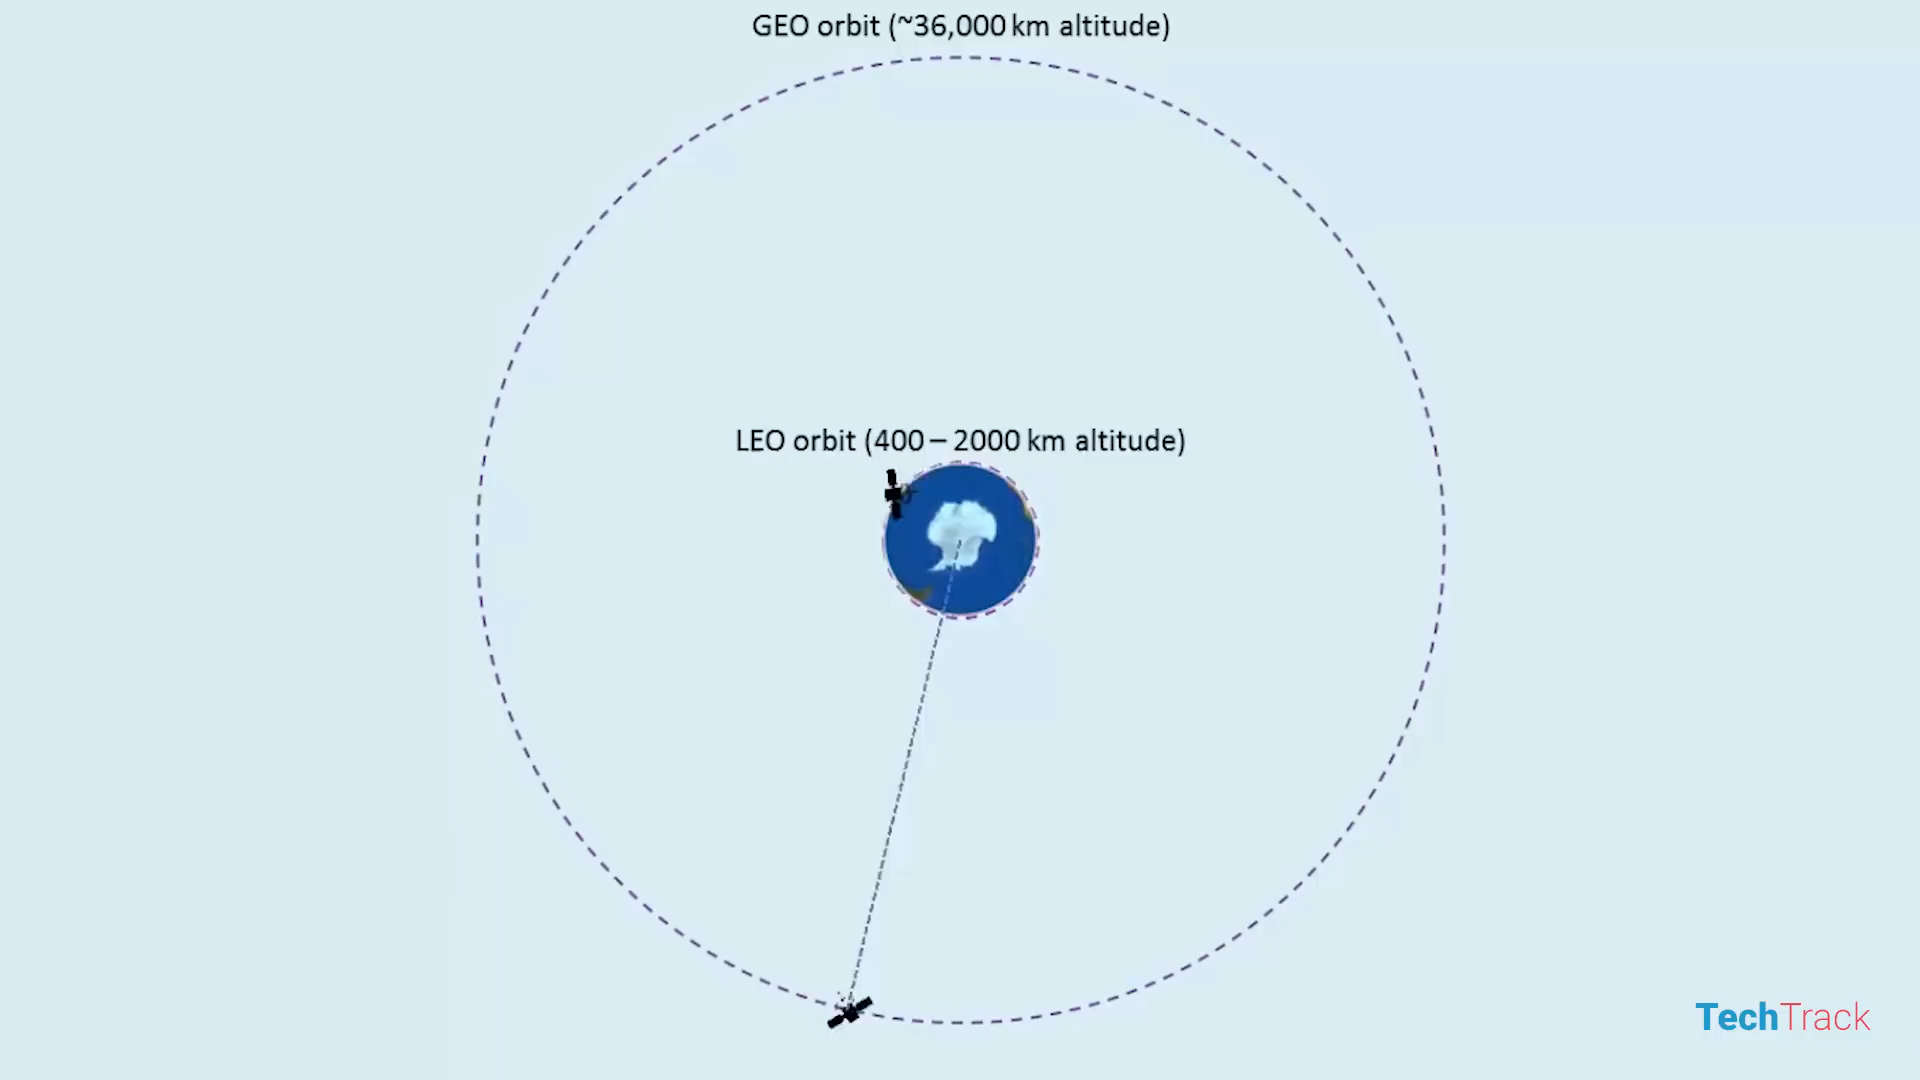 GEO orbit (~36,000 km altitude)
LEO orbit (400 – 2000 km altitude)
TechTrack